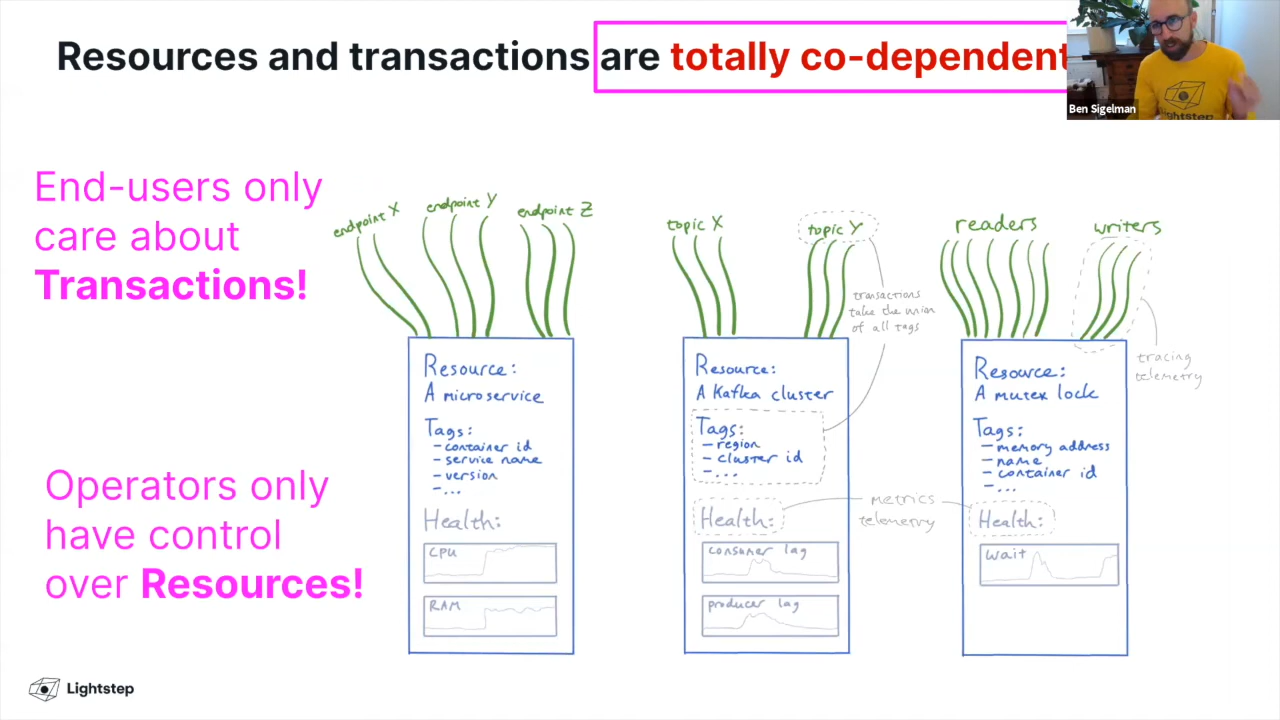 Resources and transactions are totally co-dependent
Ben Sigelman
Lightstep
End-users only
care about
Transactions!
Operators only
have control
over Resources!
endpoint X
endpoint Y
endpoint Z
Resource:
A microservice
Tags:
- container id
- service name
- version
- ...
Health:
CPU
RAM
topic X
topic Y
transactions
take the union
of all tags
Resource:
A Kafka cluster
Tags:
- region
- cluster id
- ...
Health:
consumer lag
producer lag
metrics
telemetry
readers
writers
tracing
telemetry
Resource:
A mutex lock
Tags:
- memory address
- name
- container id
- ...
Health:
wait
Lightstep